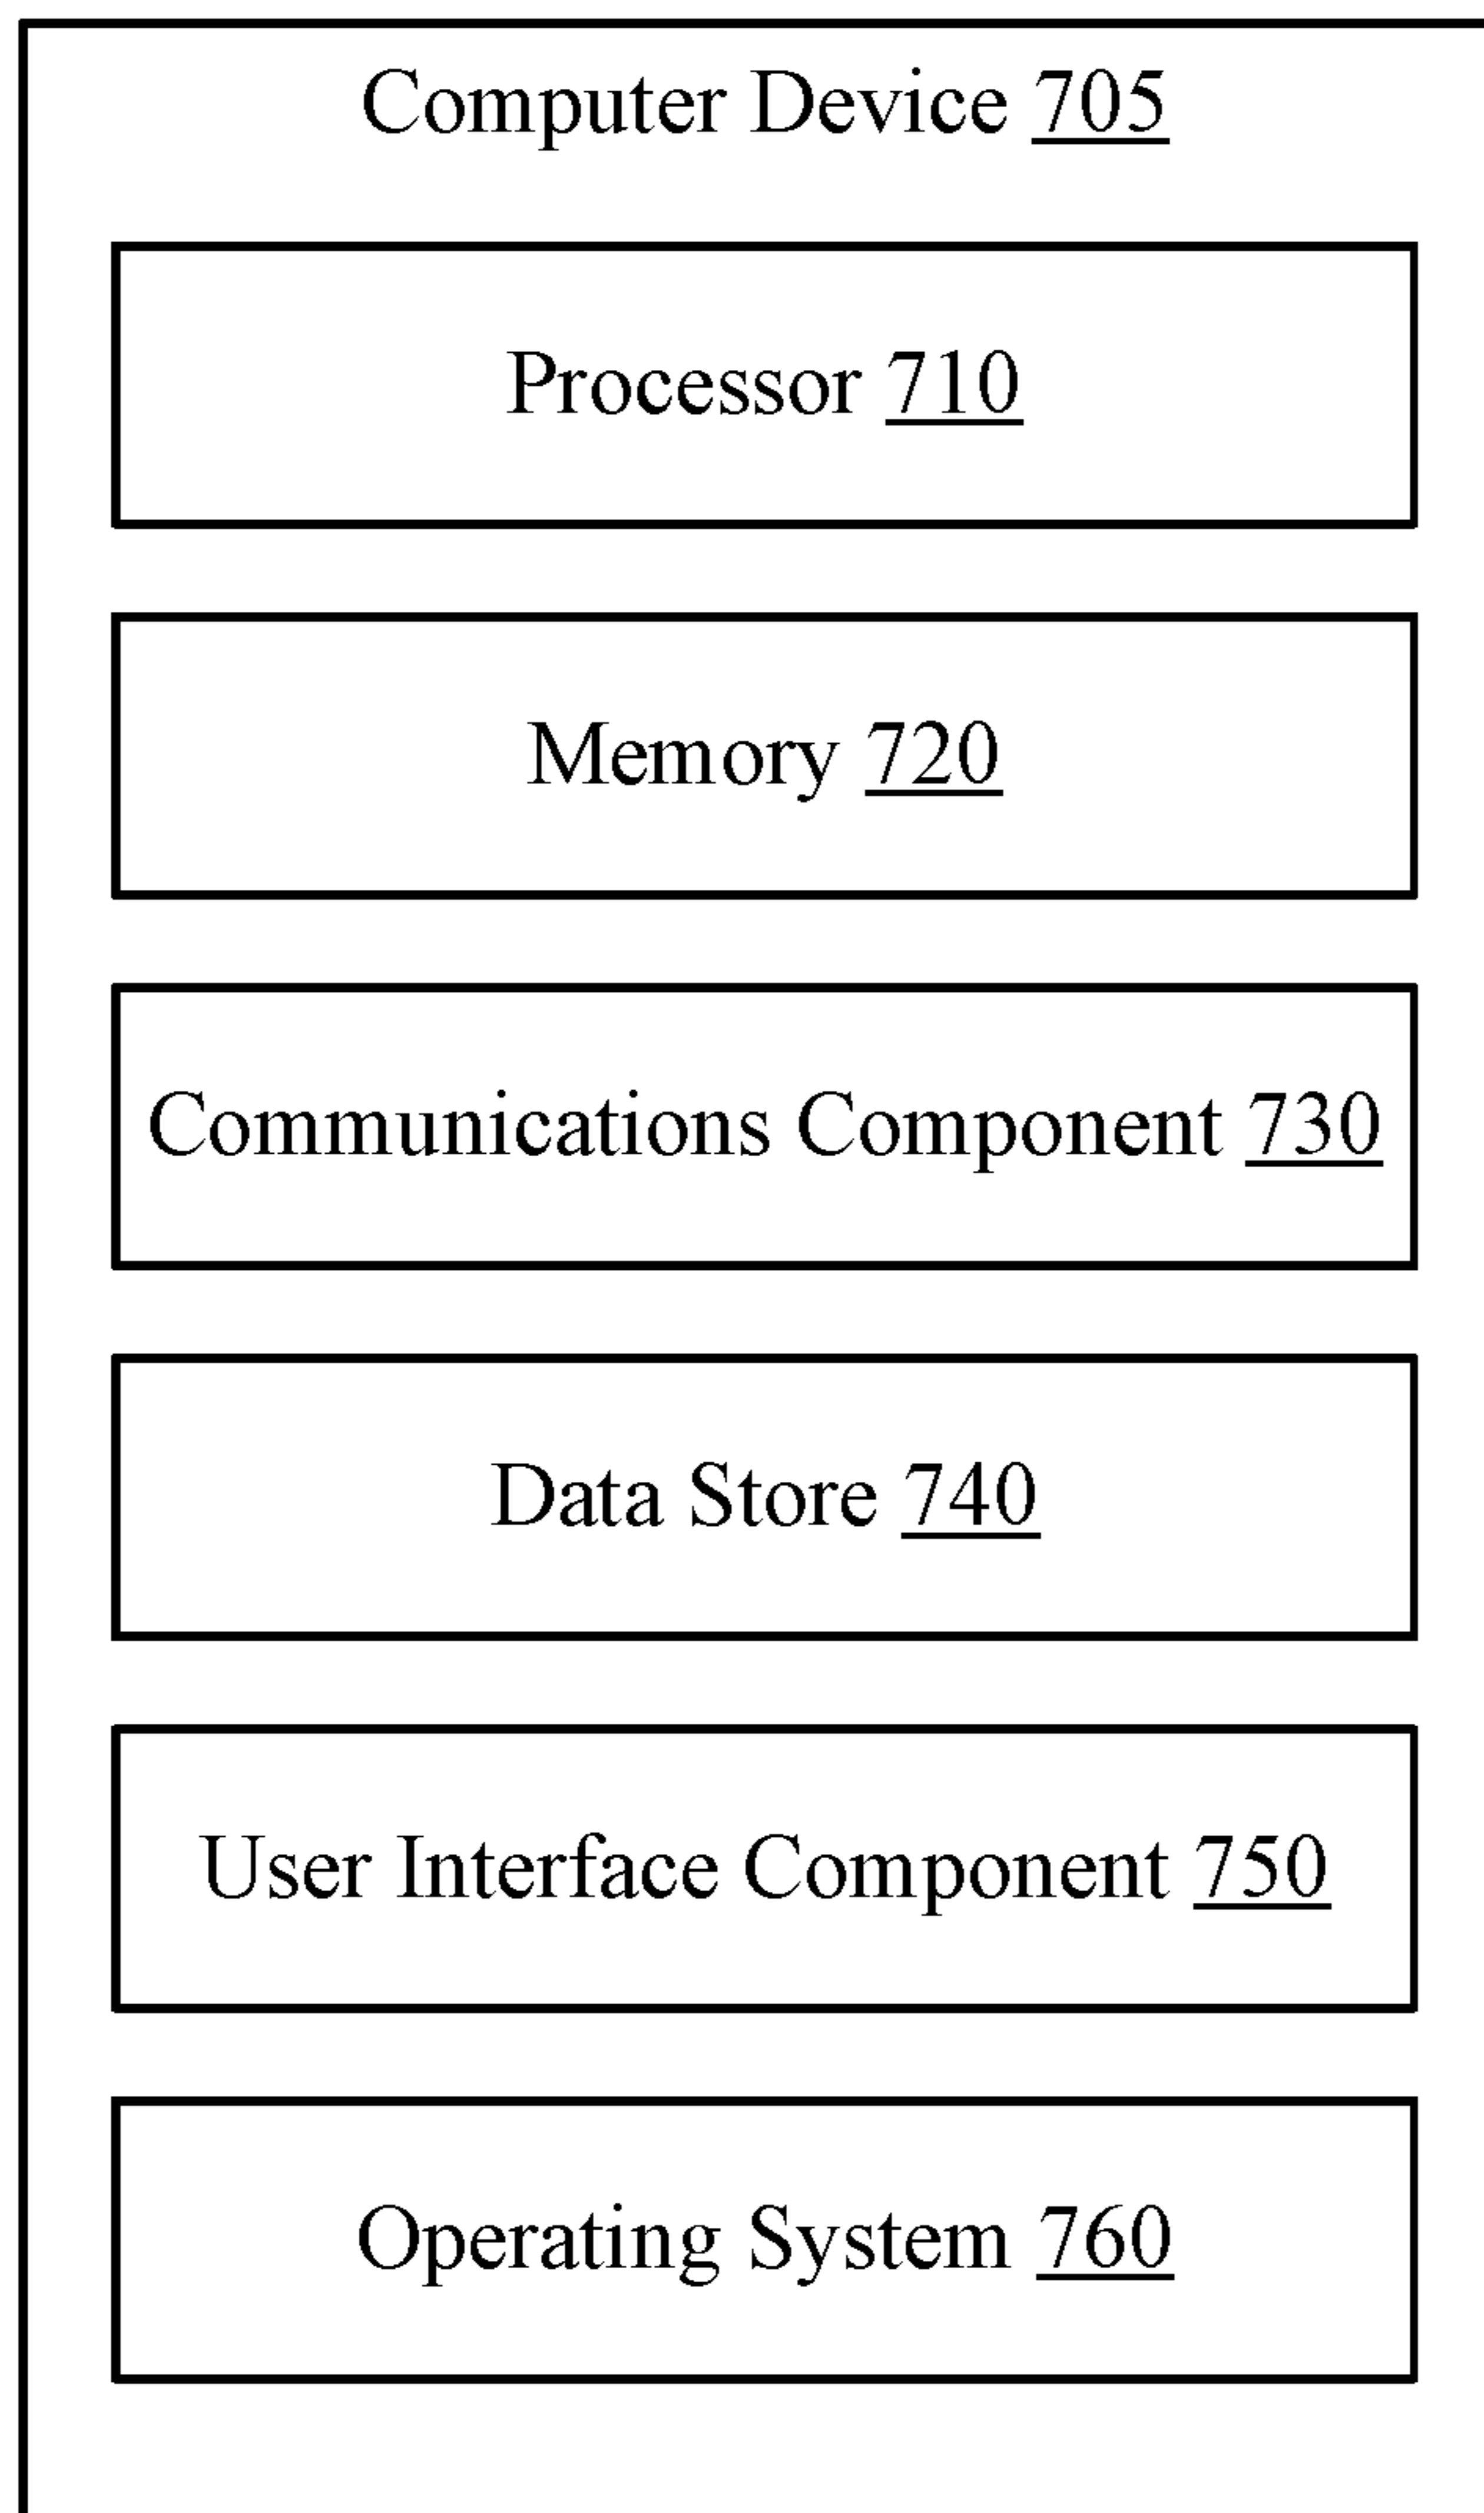 Computer Device 705
Processor 710
Memory 720
Communications Component 730
Data Store 740
User Interface Component 750
Operating System 760